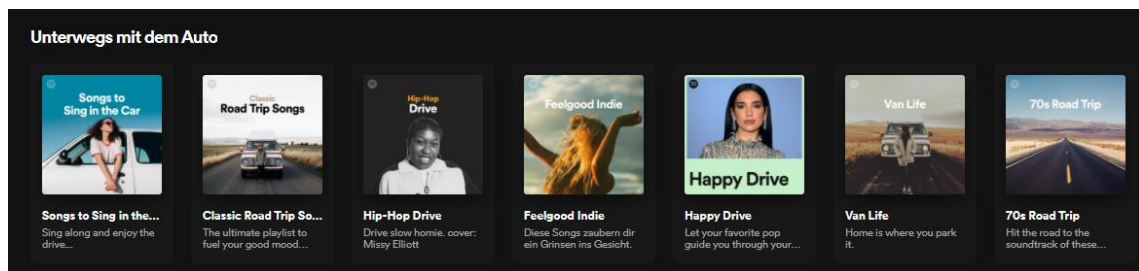 Unterwegs mit dem Auto
Songs to
Sing in the Car
Songs to Sing in the...
Sing along and enjoy the
drive...
Classic
Road Trip Songs
Classic Road Trip So...
The ultimate playlist to
fuel your good mood...
Hip-Hop
Drive
Hip-Hop Drive
Drive slow homie. cover:
Missy Elliott
Feelgood Indie
Feelgood Indie
Diese Songs zaubern dir
ein Grinsen ins Gesicht.
Happy Drive
Happy Drive
Let your favorite pop
guide you through your...
Van Life
Van Life
Home is where you park
it.
70s Road Trip
70s Road Trip
Hit the road to the
soundtrack of these...